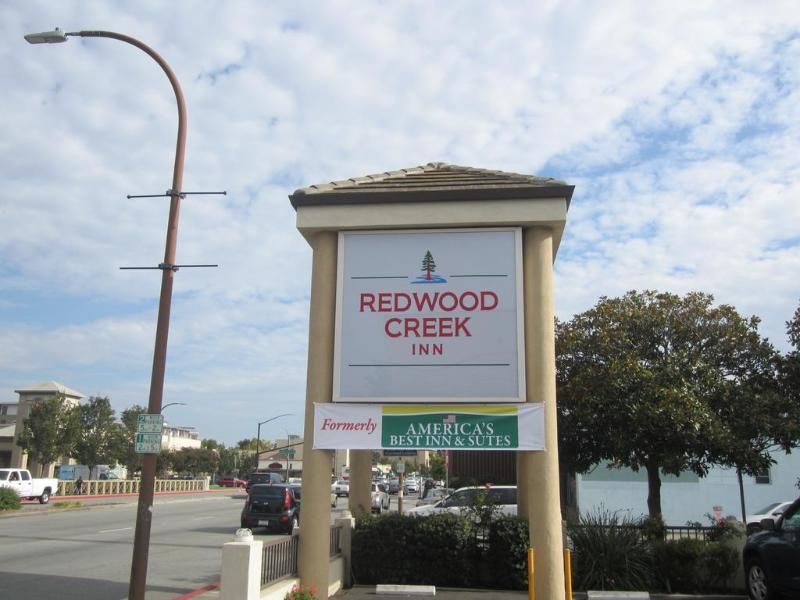 REDWOOD
CREEK
INN
Formerly
AMERICA'S
BEST INN & SUTES